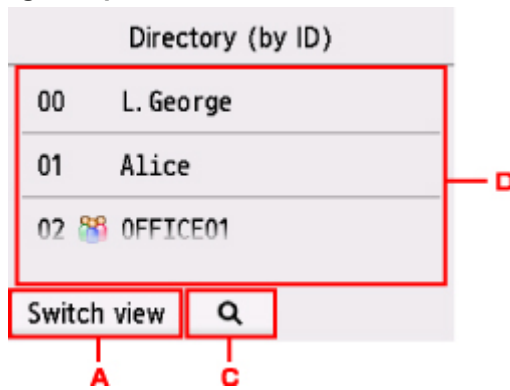 Directory (by ID)
00 L.George
01 Alice
D
02 OFFICE01
Switch view
A
C